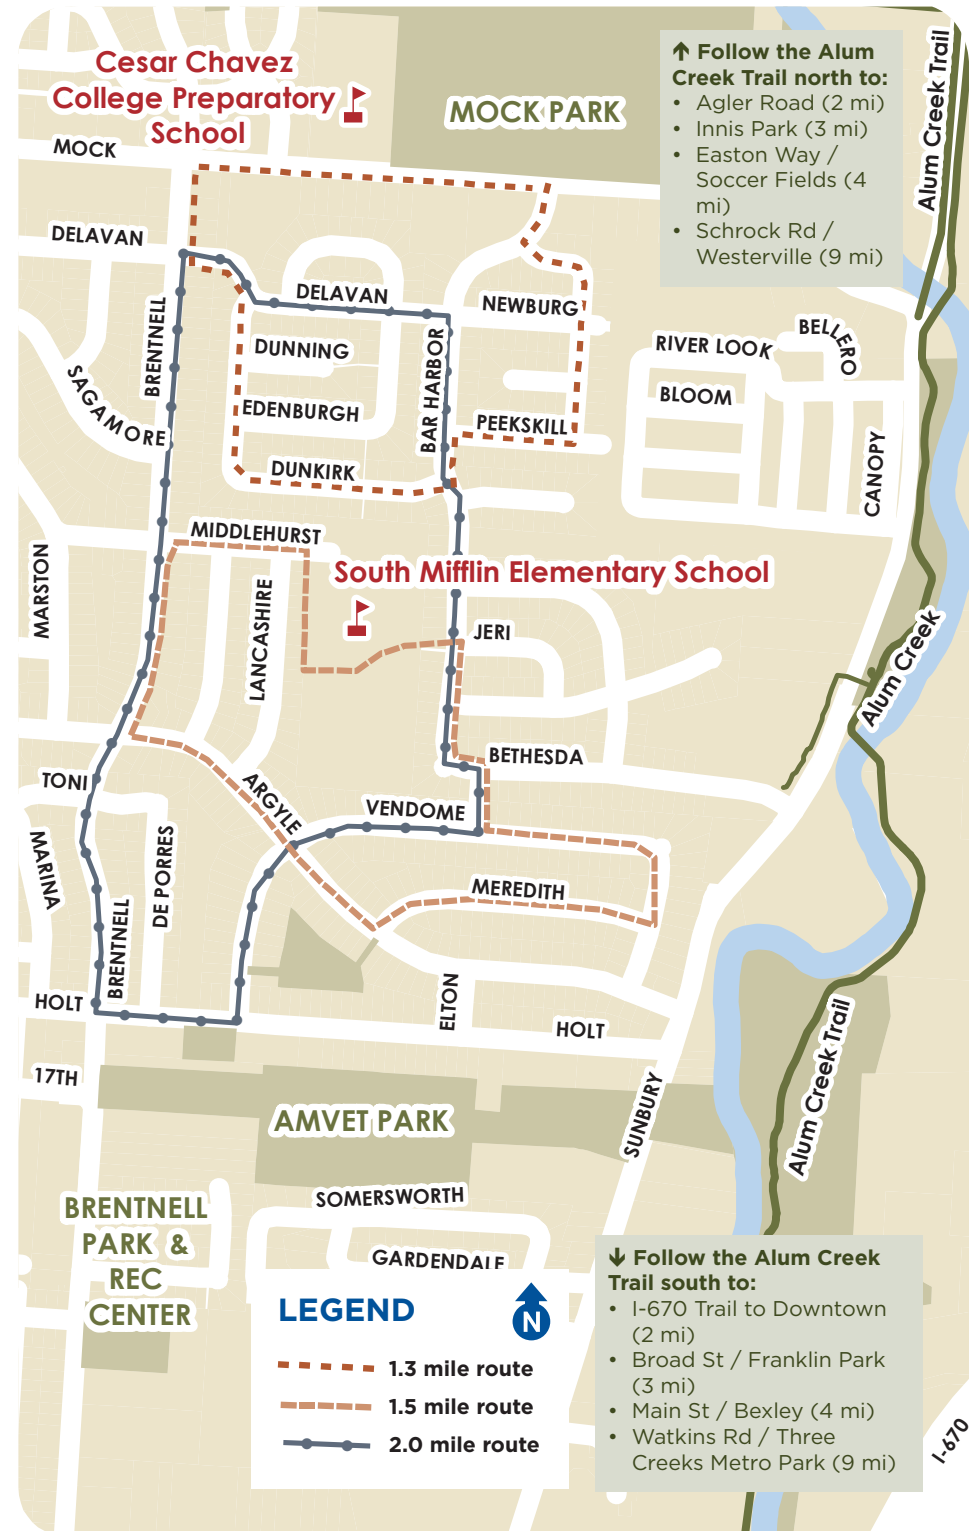 Cesar Chavez
College Preparatory
School
MOCK PARK
↑ Follow the Alum
Creek Trail north to:
• Agler Road (2 mi)
• Innis Park (3 mi)
• Easton Way /
Soccer Fields (4
mi)
• Schrock Rd /
Westerville (9 mi)
Alum Creek Trail
MOCK
DELAVAN
BRENTNELL
DELAVAN
NEWBURG
DUNNING
BAR HARBOR
RIVER LOOK
BELLERO
SAGAMORE
EDENBURGH
BLOOM
PEEKSKILL
DUNKIRK
CANOPY
MIDDLEHURST
MARSTON
South Mifflin Elementary School
LANCASHIRE
JERI
Alum Creek
BETHESDA
TONI
ARGYLE
VENDOME
MARINA
DE PORRES
MEREDITH
BRENTNELL
HOLT
ELTON
HOLT
Alum Creek Trail
17TH
SUNBURY
AMVET PARK
SOMERSWORTH
BRENTNELL
PARK &
REC
CENTER
GARDENDALE
LEGEND
N
1.3 mile route
1.5 mile route
2.0 mile route
↓ Follow the Alum Creek
Trail south to:
• I-670 Trail to Downtown
(2 mi)
• Broad St / Franklin Park
(3 mi)
• Main St / Bexley (4 mi)
• Watkins Rd / Three
Creeks Metro Park (9 mi)
I-670